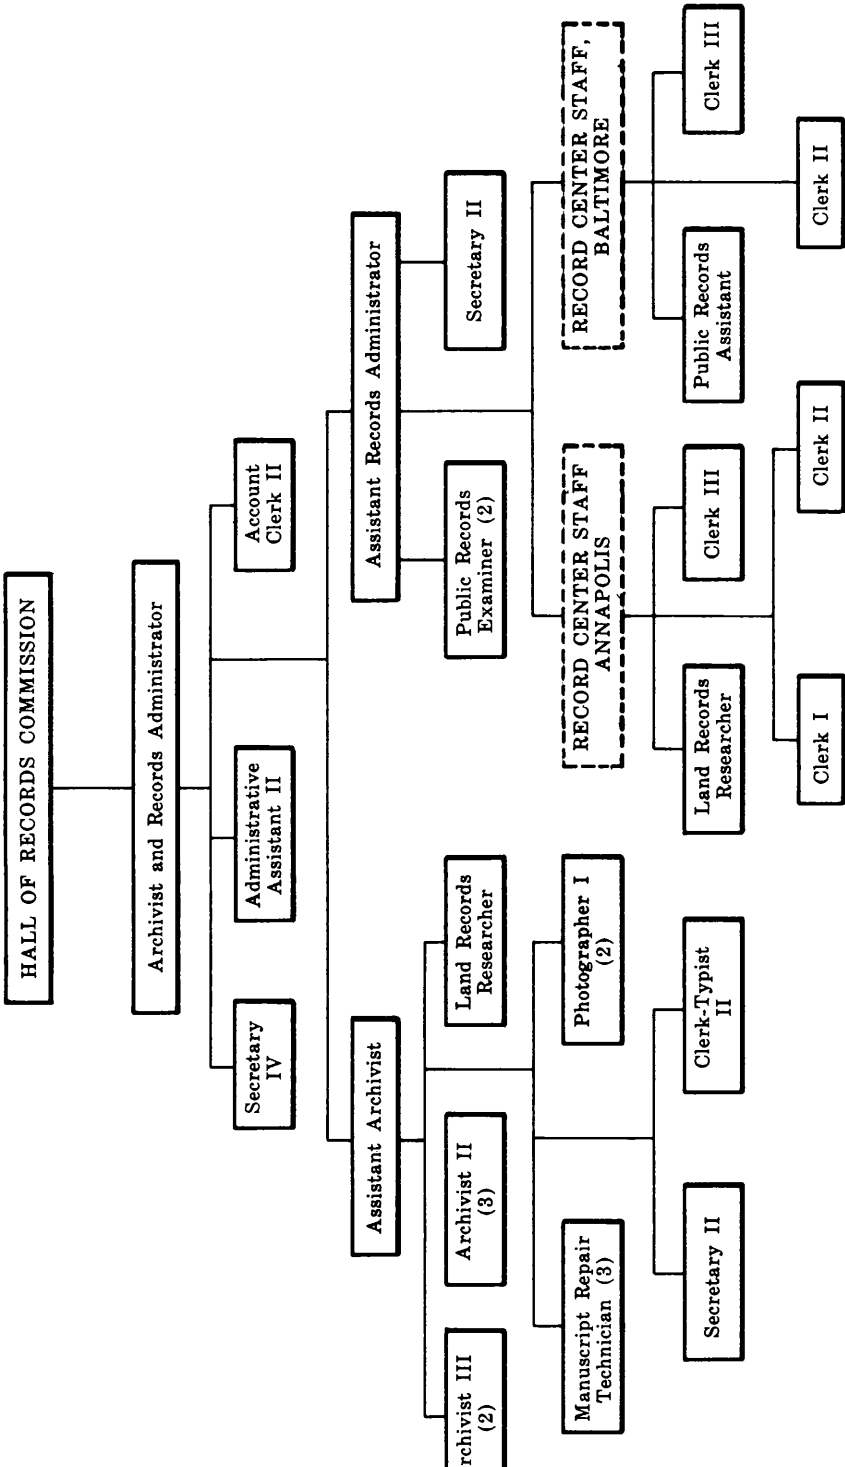 HALL OF RECORDS COMMISSION
Archivist and Records Administrator
Secretary
IV
Administrative
Assistant II
Account
Clerk II
Assistant Archivist
Assistant Records Administrator
rchivist III
(2)
Archivist II
(3)
Land Records
Researcher
Public Records
Examiner (2)
Secretary II
Manuscript Repair
Technician (3)
Photographer I
(2)
RECORD CENTER STAFF
ANNAPOLIS
RECORD CENTER STAFF,
BALTIMORE
Secretary II
Clerk-Typist
II
Land Records
Researcher
Clerk III
Public Records
Assistant
Clerk III
Clerk I
Clerk II
Clerk II